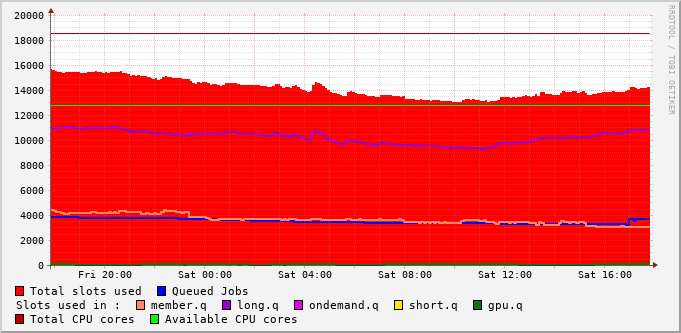 RRDTOOL / TOBI OETIKER
20000
18000
16000
14000
12000
10000
8000
6000
4000
2000
0
Fri 20:00 Sat 00:00 Sat 04:00 Sat 08:00 Sat 12:00 Sat 16:00
Total slots used Queued Jobs
Slots used in : member.q long.q ondemand.q short.q gpu.q
Total CPU cores Available CPU cores